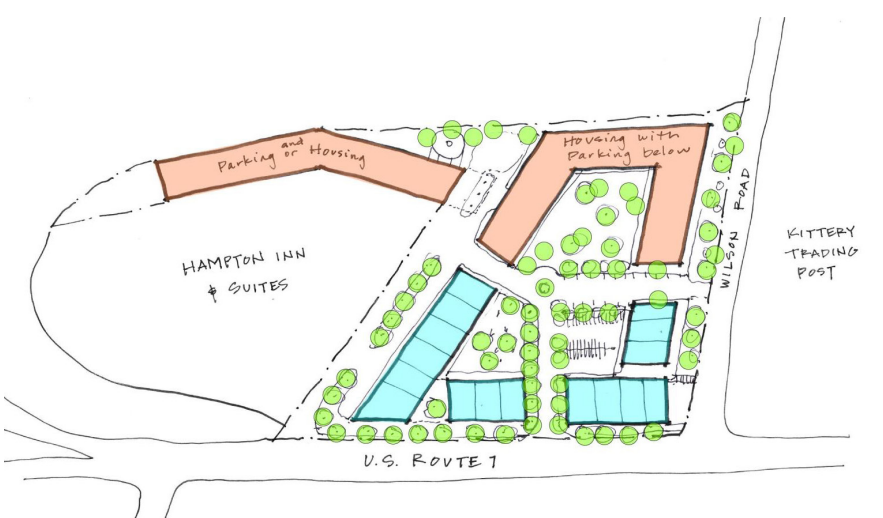 and
Parking or Housing
Housing with
Parking below
HAMPTON INN
& SUITES
WILSON ROAD
KITTERY
TRADING
POST
U.S. ROUTE 1